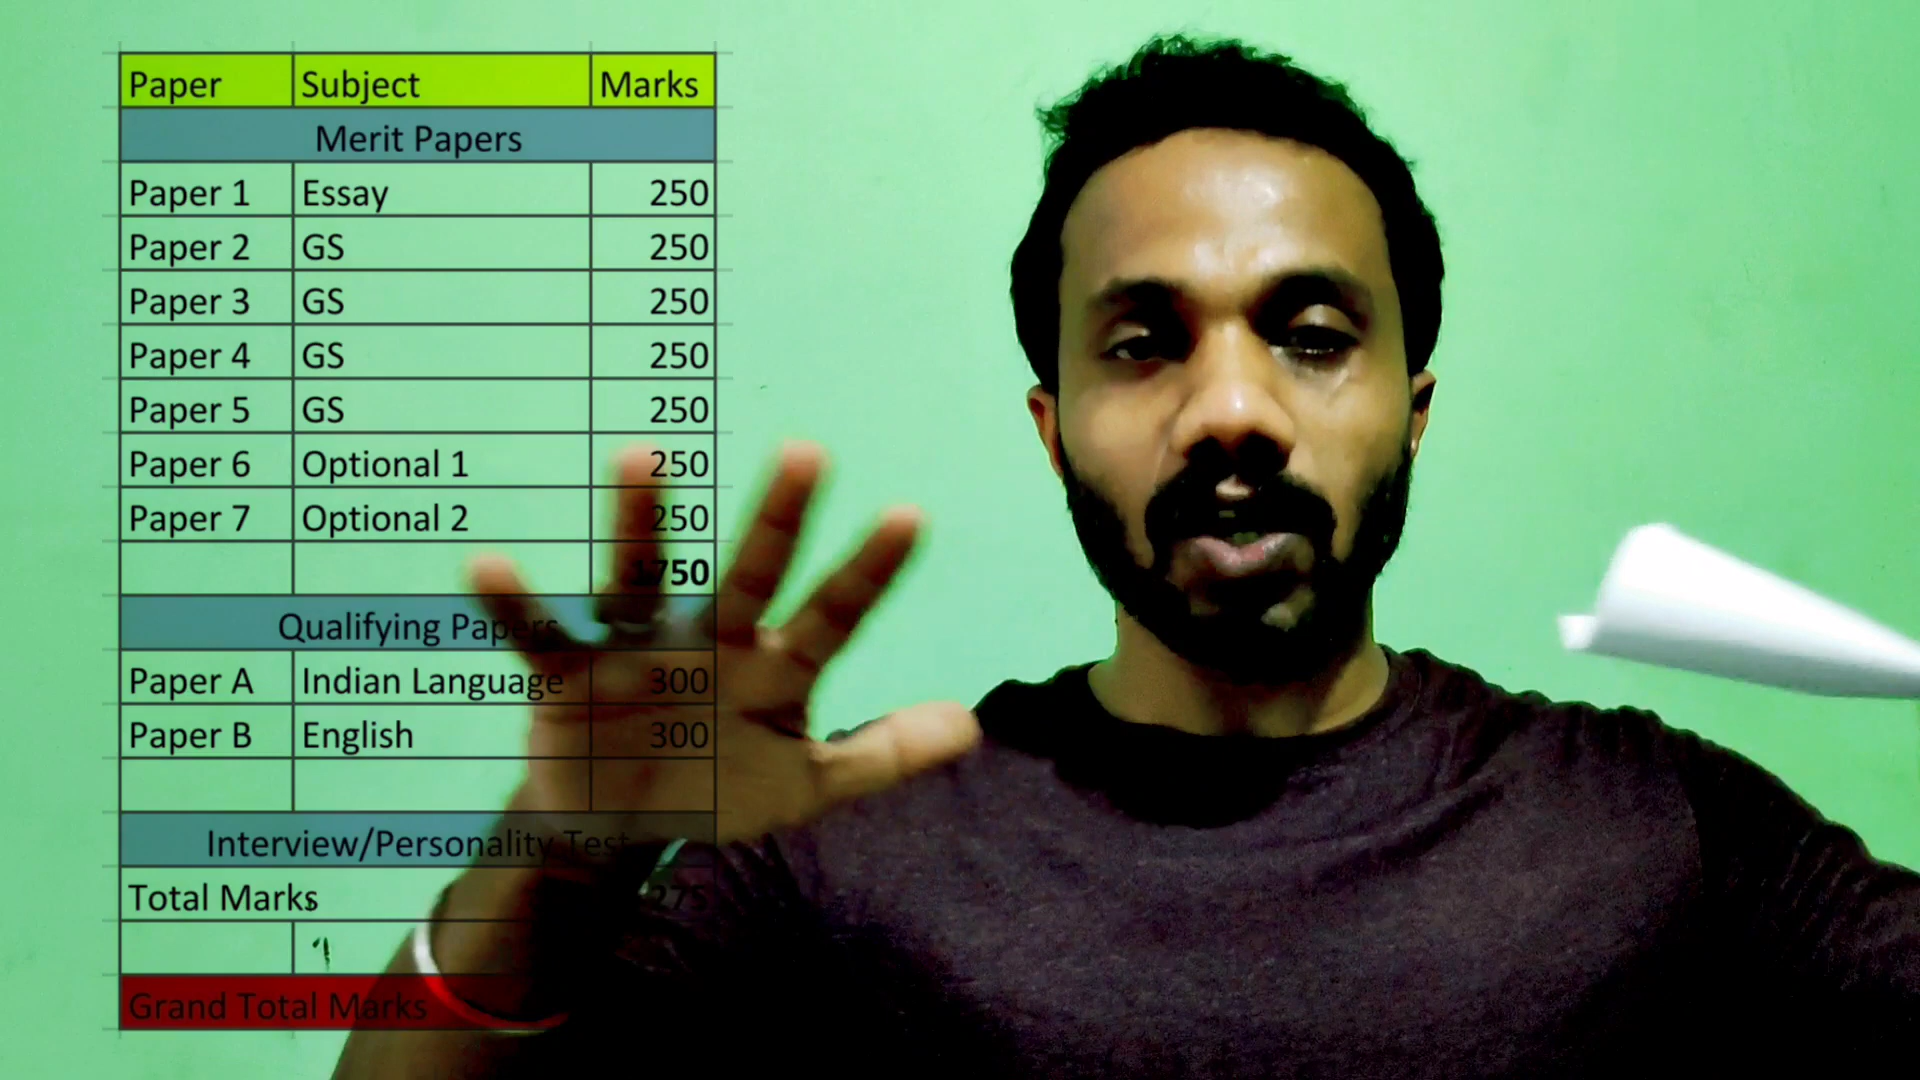 Paper Subject Marks
Merit Papers
Paper 1 Essay 250
Paper 2 GS 250
Paper 3 GS 250
Paper 4 GS 250
Paper 5 GS 250
Paper 6 Optional 1 250
Paper 7 Optional 2 250
1750
Qualifying Papers
Paper A Indian Language 300
Paper B English 300
Interview/Personality Test
Total Marks 275
Grand Total Marks